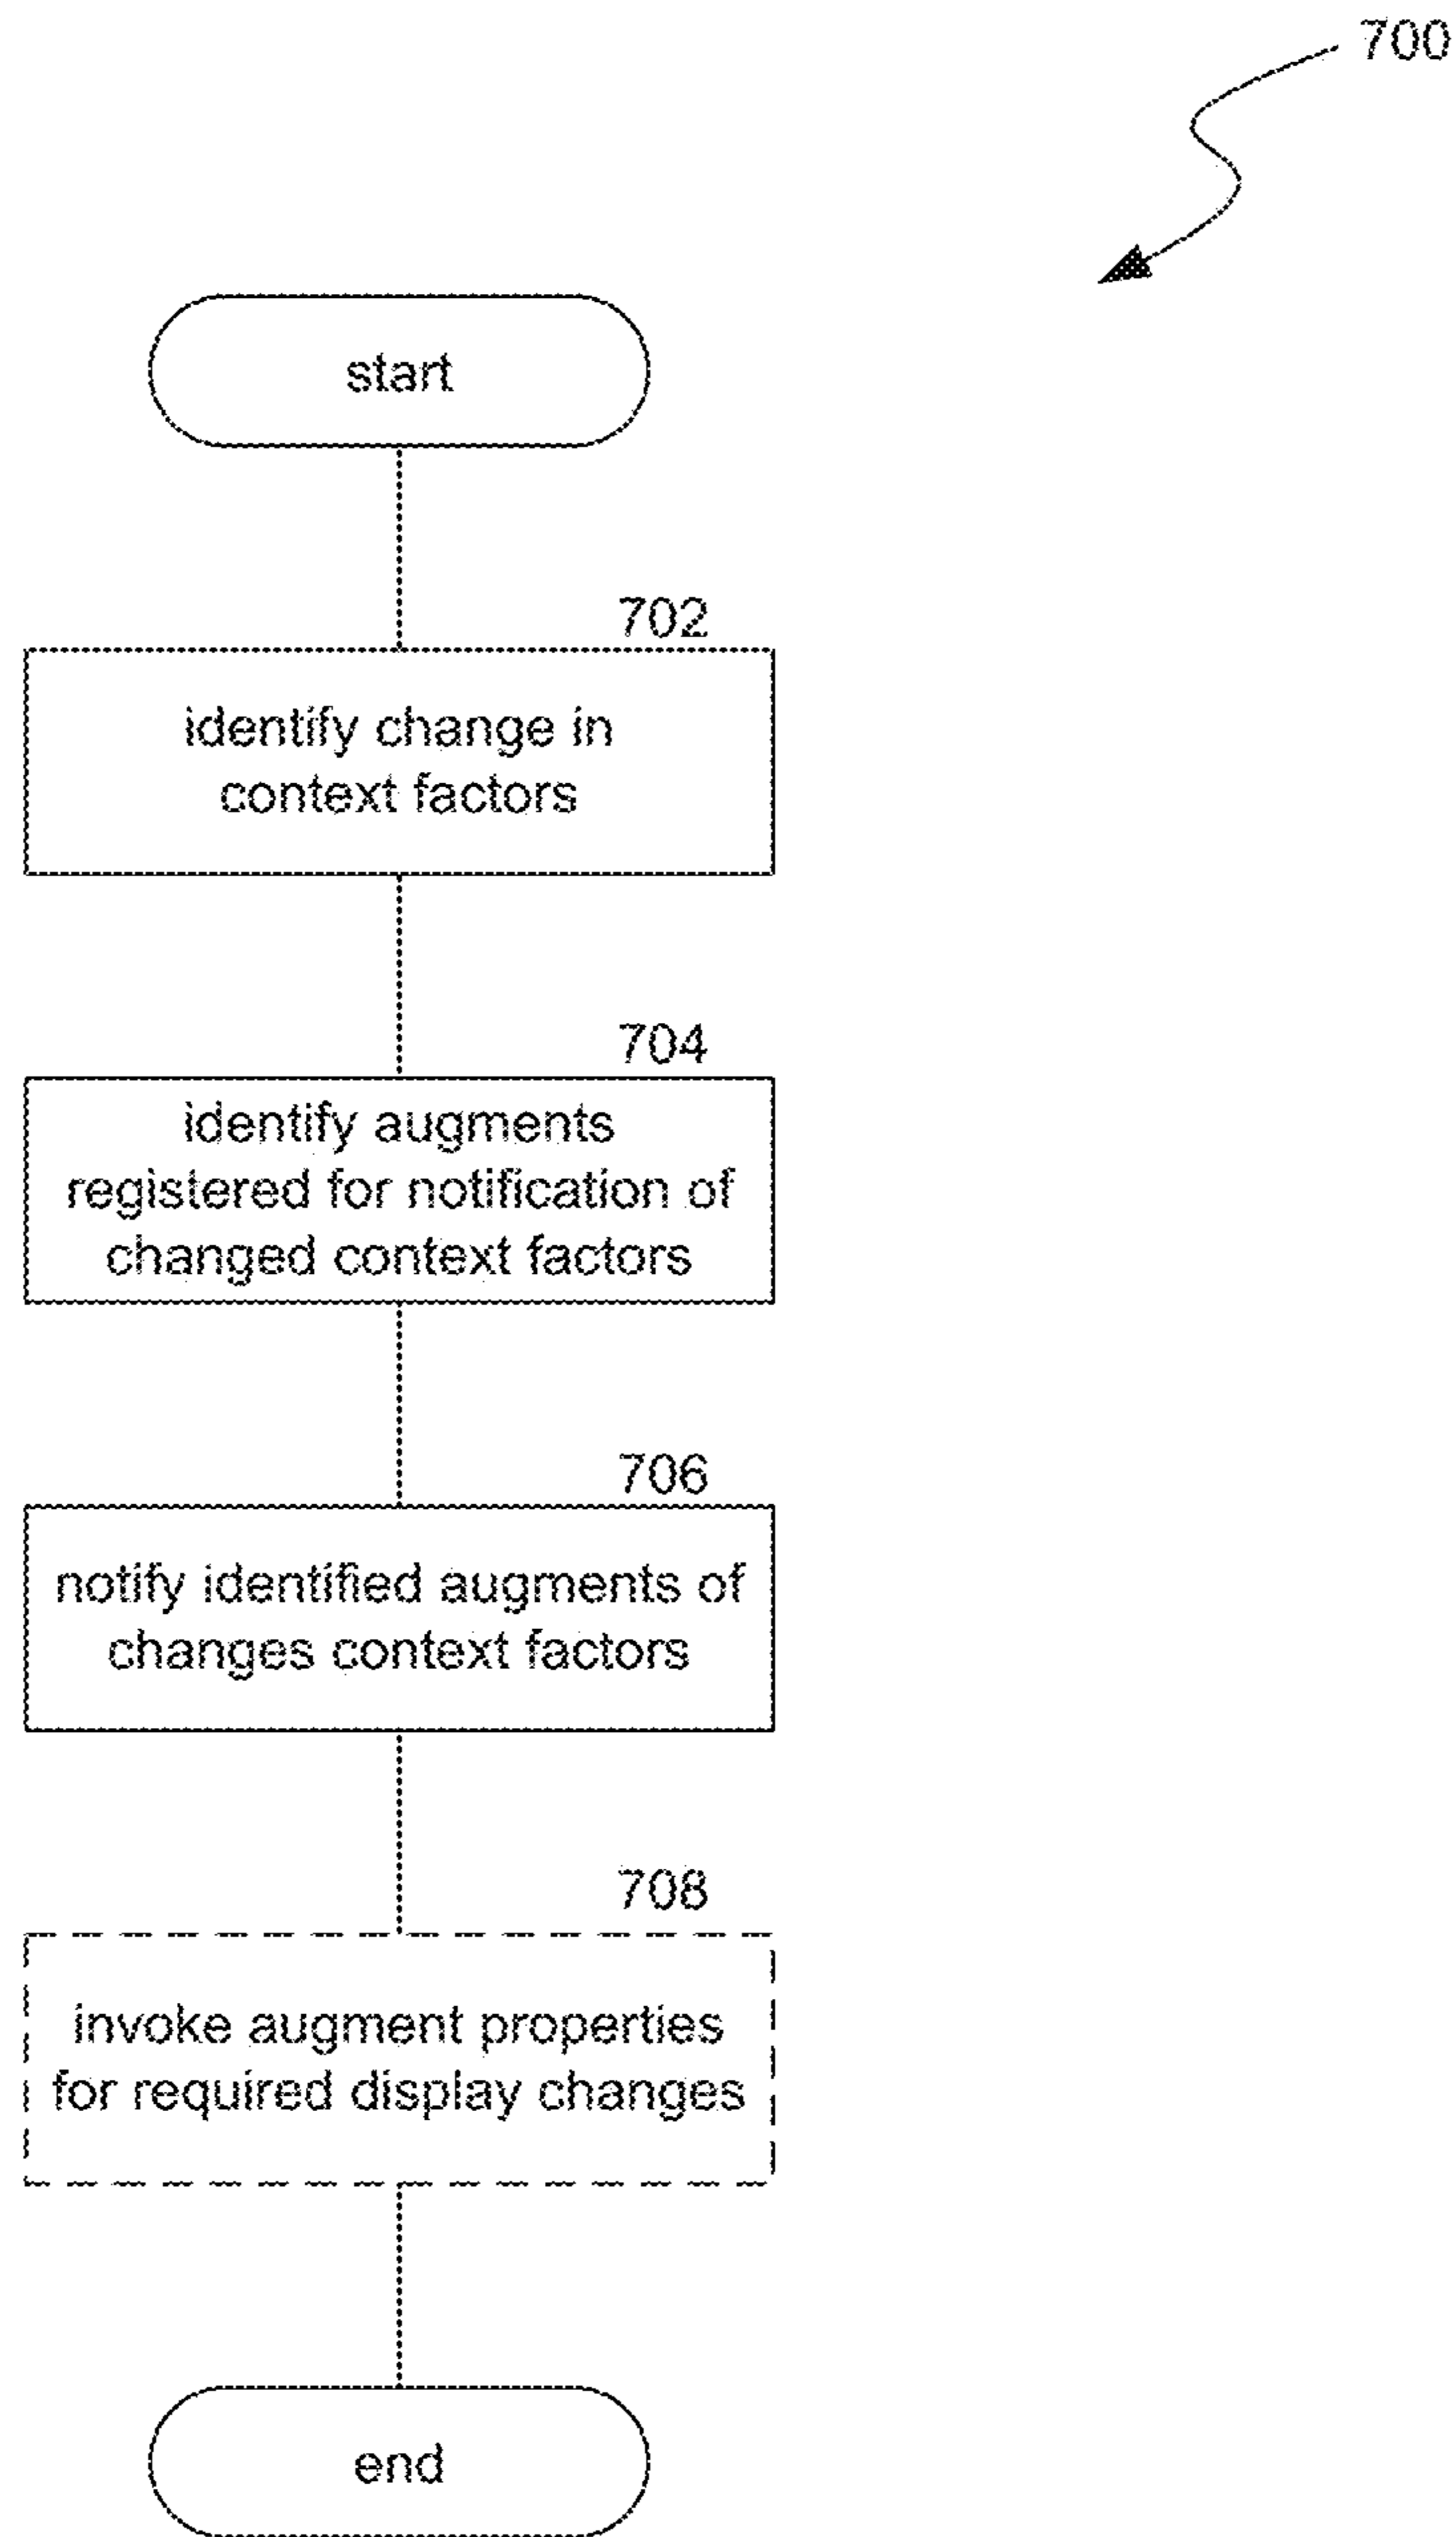 700
start
702
identify change in
context factors
704
identify augments
registered for notification of
changed context factors
706
notify identified augments of
changes context factors
708
invoke augment properties
for required display changes
end